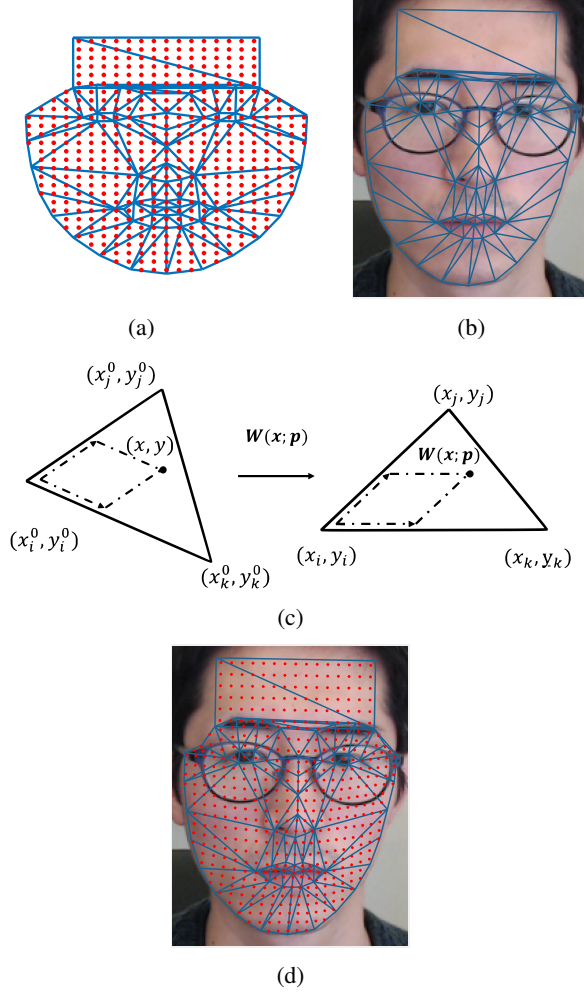 (a)
(b)
(x_j^0, y_j^0)
(x_j, y_j)
(x, y)
W(x; p)
W(x; p)
(x_i^0, y_i^0)
(x_i, y_i)
(x_k, y_k)
(x_k^0, y_k^0)
(c)
(d)